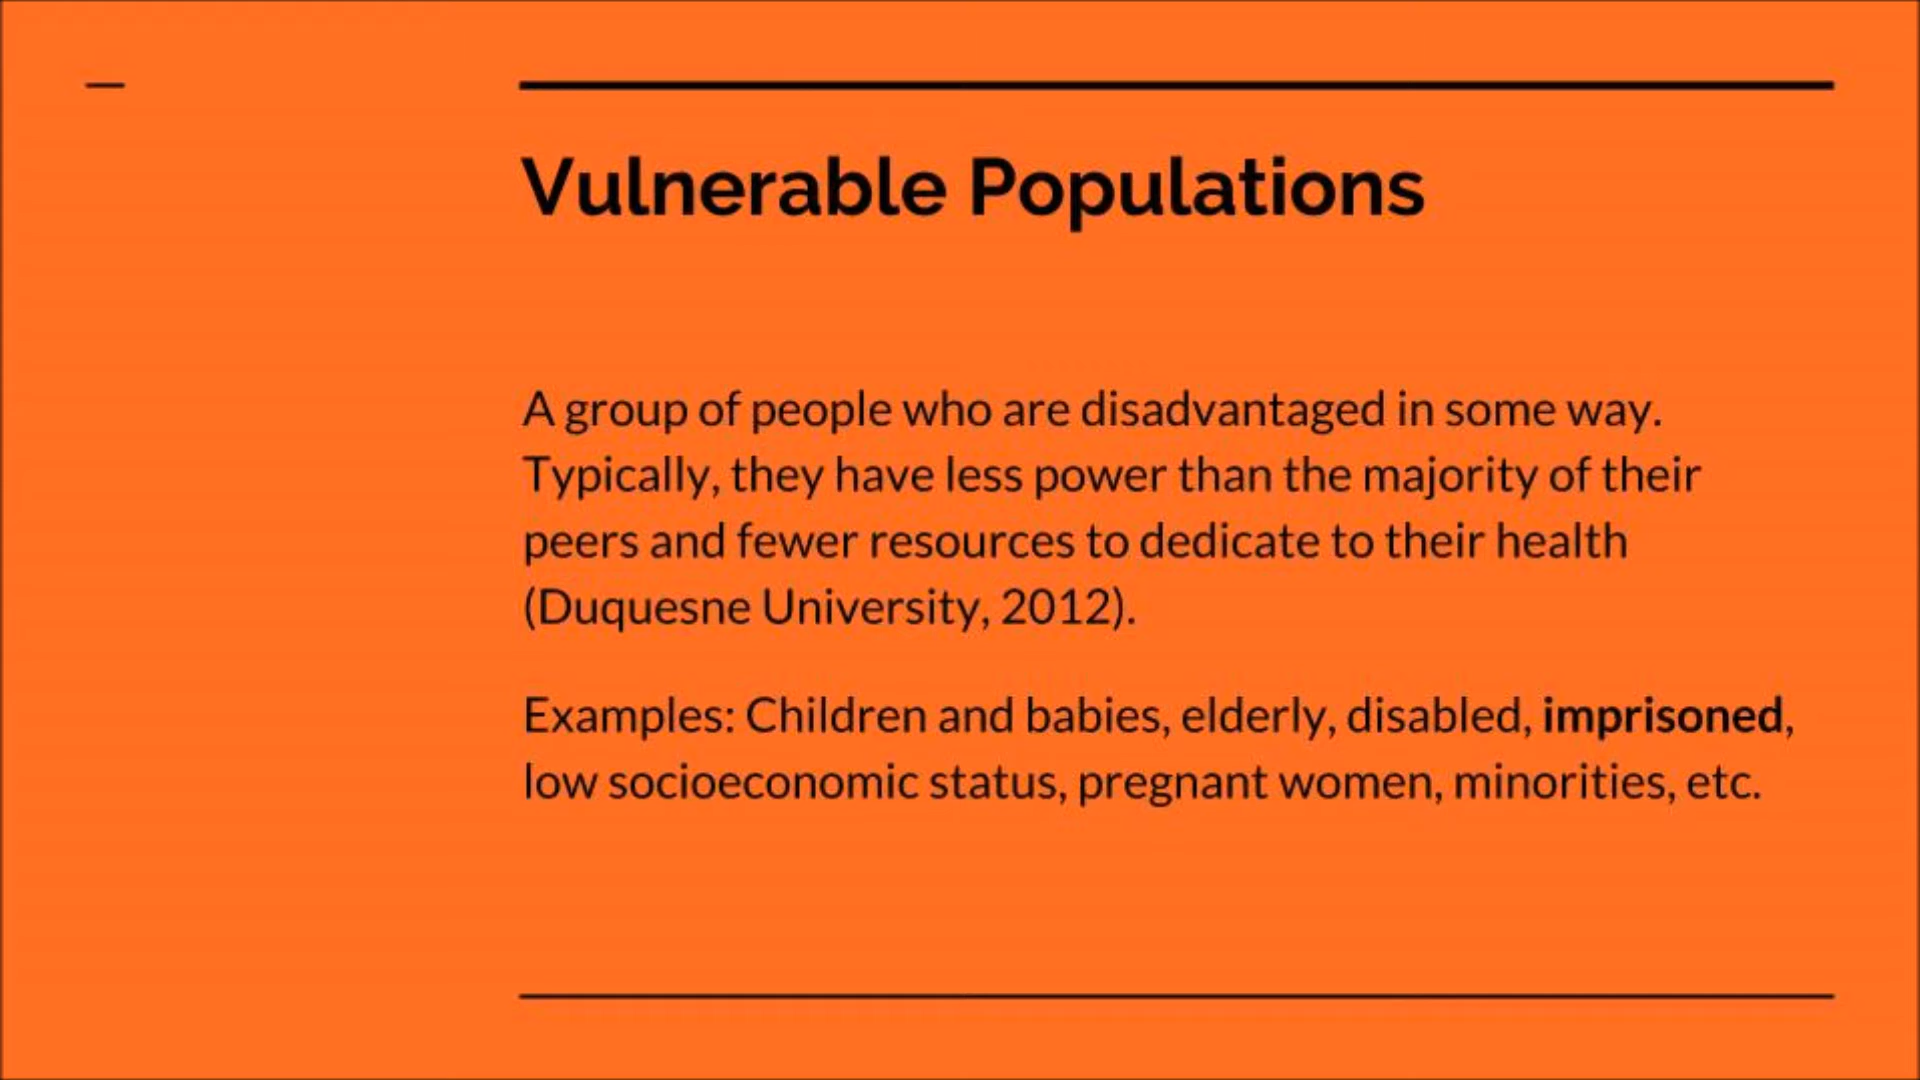 Vulnerable Populations
A group of people who are disadvantaged in some way.
Typically, they have less power than the majority of their
peers and fewer resources to dedicate to their health
(Duquesne University, 2012).
Examples: Children and babies, elderly, disabled, imprisoned,
low socioeconomic status, pregnant women, minorities, etc.